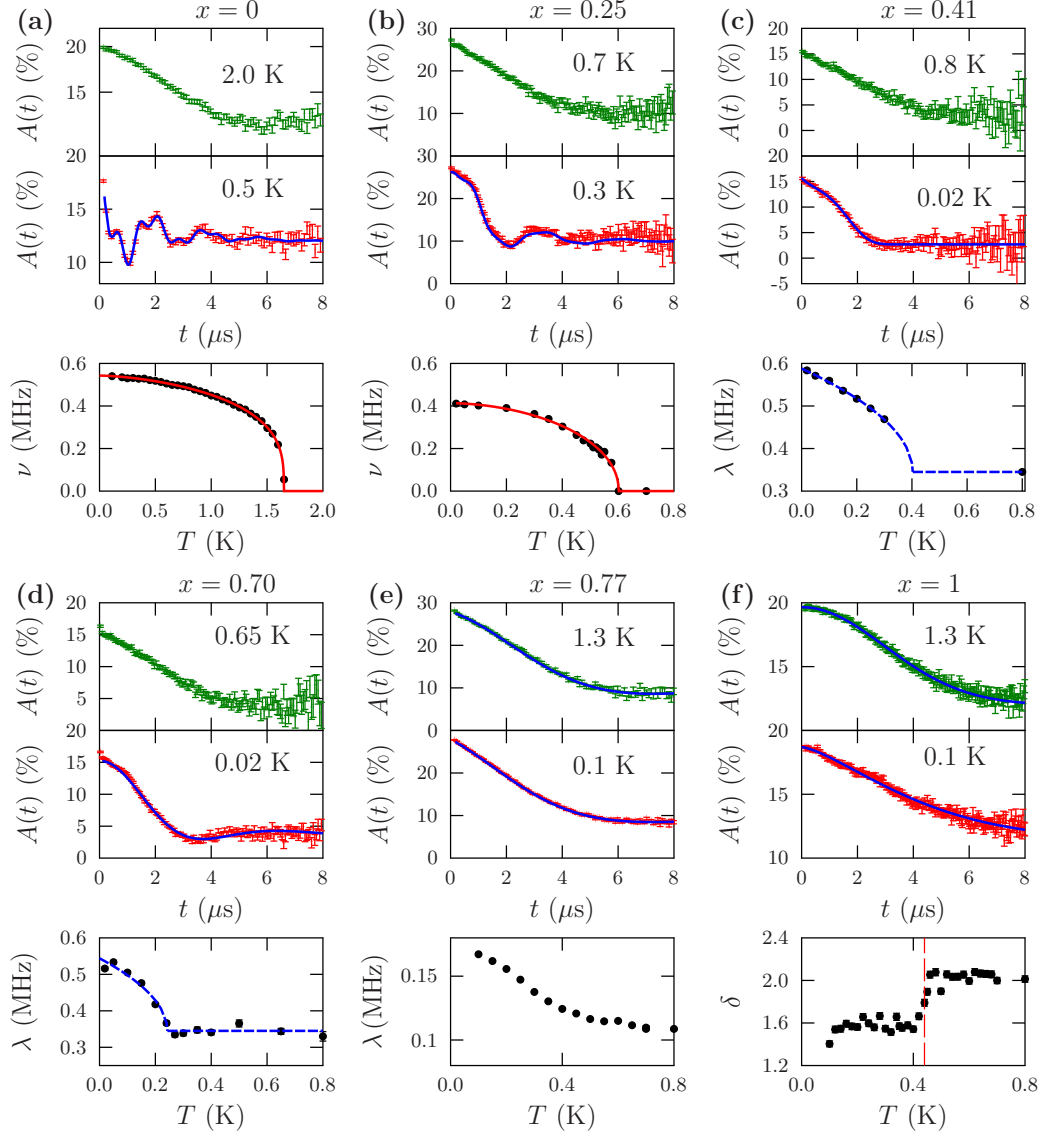 (a) x = 0
A(t) (%)
20
15
2.0 K
A(t) (%)
20
15
10
0.5 K
0 2 4 6 8
t (μs)
ν (MHz)
0.6
0.4
0.2
0.0
0.0 0.5 1.0 1.5 2.0
T (K)
(b) x = 0.25
A(t) (%)
30
20
10
0.7 K
A(t) (%)
30
20
10
0
0.3 K
0 2 4 6 8
t (μs)
ν (MHz)
0.6
0.4
0.2
0.0
0.0 0.2 0.4 0.6 0.8
T (K)
(c) x = 0.41
A(t) (%)
20
15
10
5
0
0.8 K
A(t) (%)
20
15
10
5
0
-5
0.02 K
0 2 4 6 8
t (μs)
λ (MHz)
0.6
0.5
0.4
0.3
0.0 0.2 0.4 0.6 0.8
T (K)
(d) x = 0.70
A(t) (%)
20
15
10
5
0.65 K
A(t) (%)
20
15
10
5
0
0.02 K
0 2 4 6 8
t (μs)
λ (MHz)
0.6
0.5
0.4
0.3
0.0 0.2 0.4 0.6 0.8
T (K)
(e) x = 0.77
A(t) (%)
30
20
10
0
1.3 K
A(t) (%)
20
10
0
0.1 K
0 2 4 6 8
t (μs)
λ (MHz)
0.15
0.1
0.0 0.2 0.4 0.6 0.8
T (K)
(f) x = 1
A(t) (%)
20
15
1.3 K
A(t) (%)
20
15
10
0.1 K
0 2 4 6 8
t (μs)
δ
2.4
2.0
1.6
1.2
0.0 0.4 0.8
T (K)